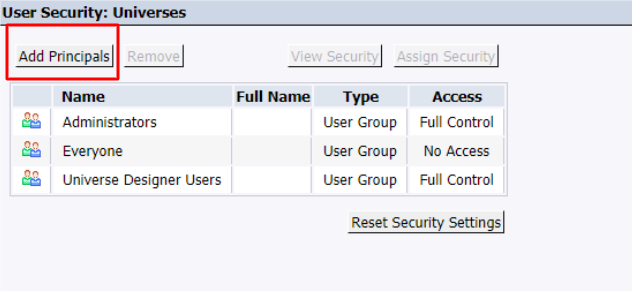 User Security: Universes
Add Principals Remove View Security Assign Security
Name Full Name Type Access
Administrators User Group Full Control
Everyone User Group No Access
Universe Designer Users User Group Full Control
Reset Security Settings